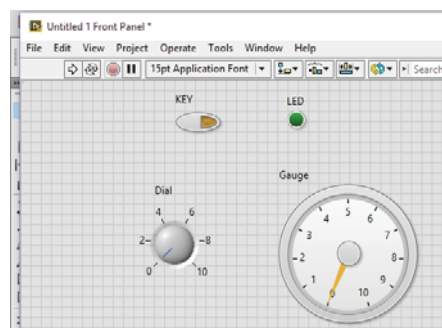 Untitled 1 Front Panel *
File Edit View Project Operate Tools Window Help
15pt Application Font Search
KEY LED
Dial Gauge
4 6
2 8
0 10
4 5 6
3 7
2 8
1 9
0 10